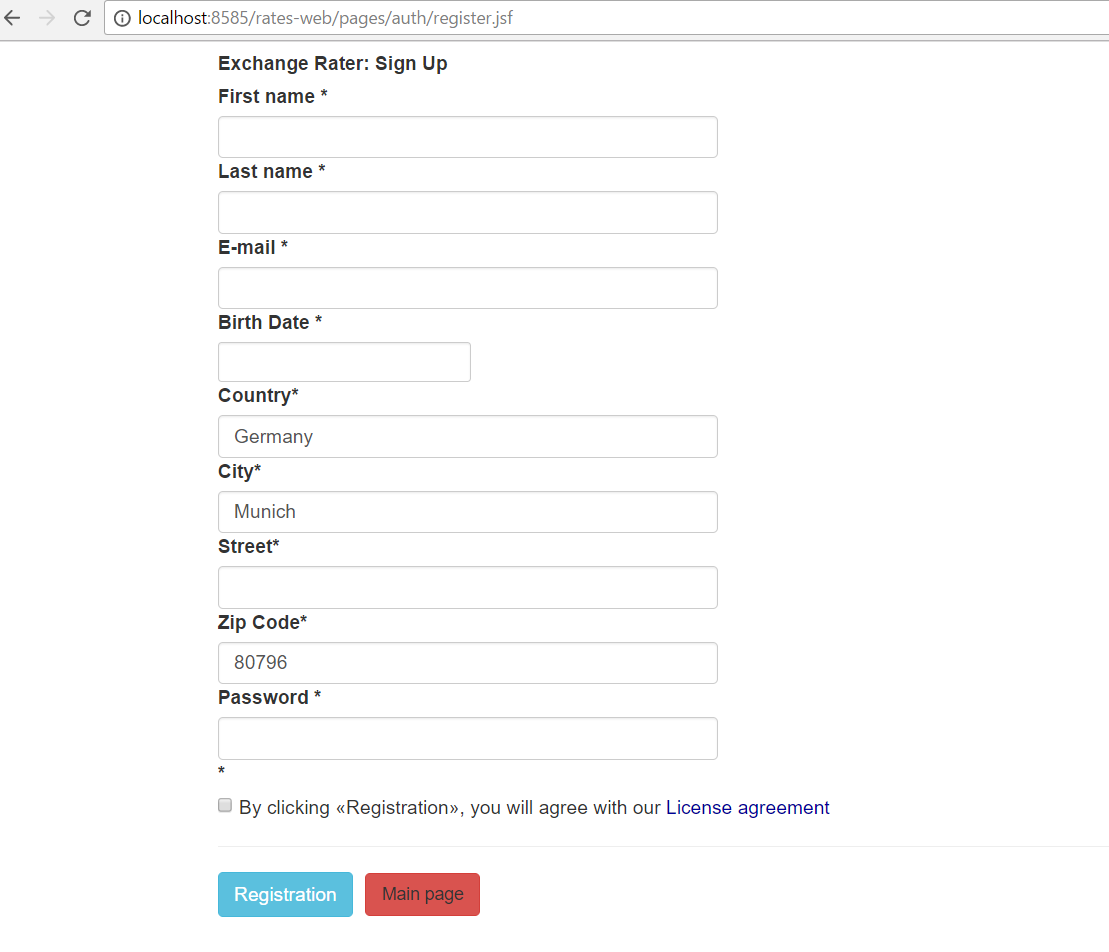 localhost:8585/rates-web/pages/auth/register.jsf
Exchange Rater: Sign Up
First name *
Last name *
E-mail *
Birth Date *
Country*
Germany
City*
Munich
Street*
Zip Code*
80796
Password *
*
By clicking «Registration», you will agree with our License agreement
Registration Main page